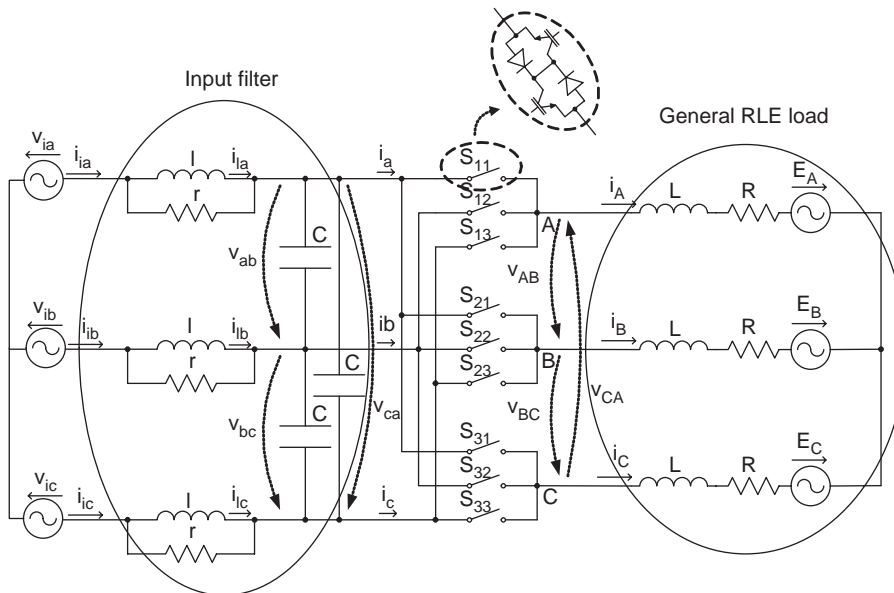 Input filter
General RLE load
v_ia
i_ia
l
i_la
r
i_a
S_11
S_12
S_13
A
i_A
L
R
E_A
C
v_ab
v_AB
v_ib
i_ib
l
i_lb
r
ib
S_21
S_22
S_23
B
i_B
L
R
E_B
C
C
v_bc
v_ca
v_BC
v_CA
v_ic
i_ic
l
i_lc
r
i_c
S_31
S_32
S_33
C
i_C
L
R
E_C